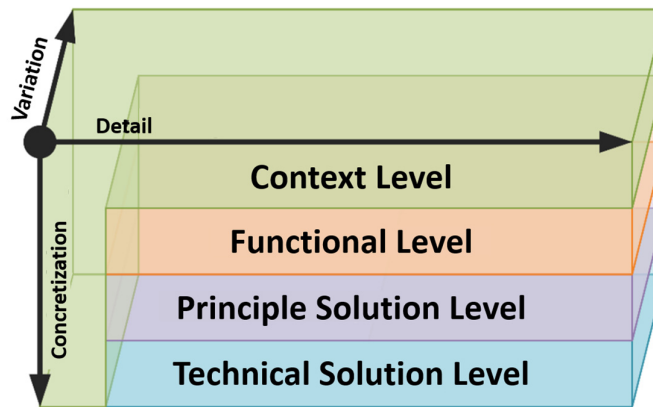 Variation
Detail
Context Level
Functional Level
Concretization
Principle Solution Level
Technical Solution Level